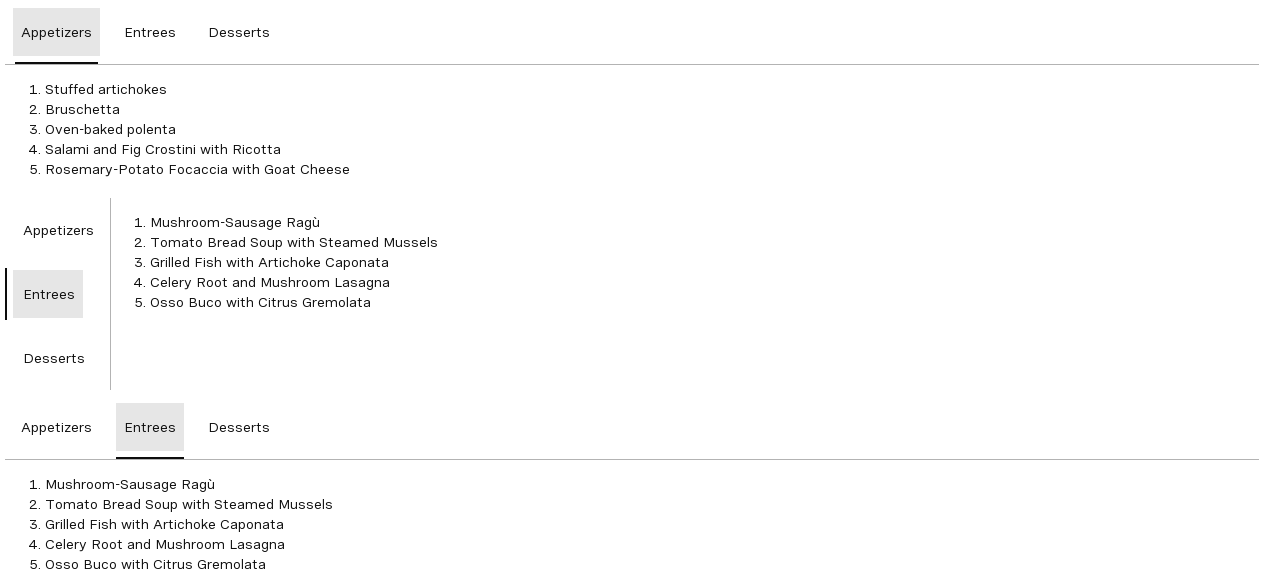 Appetizers Entrees Desserts
1. Stuffed artichokes
2. Bruschetta
3. Oven-baked polenta
4. Salami and Fig Crostini with Ricotta
5. Rosemary-Potato Focaccia with Goat Cheese
Appetizers
Entrees
Desserts
1. Mushroom-Sausage Ragù
2. Tomato Bread Soup with Steamed Mussels
3. Grilled Fish with Artichoke Caponata
4. Celery Root and Mushroom Lasagna
5. Osso Buco with Citrus Gremolata
Appetizers Entrees Desserts
1. Mushroom-Sausage Ragù
2. Tomato Bread Soup with Steamed Mussels
3. Grilled Fish with Artichoke Caponata
4. Celery Root and Mushroom Lasagna
5. Osso Buco with Citrus Gremolata